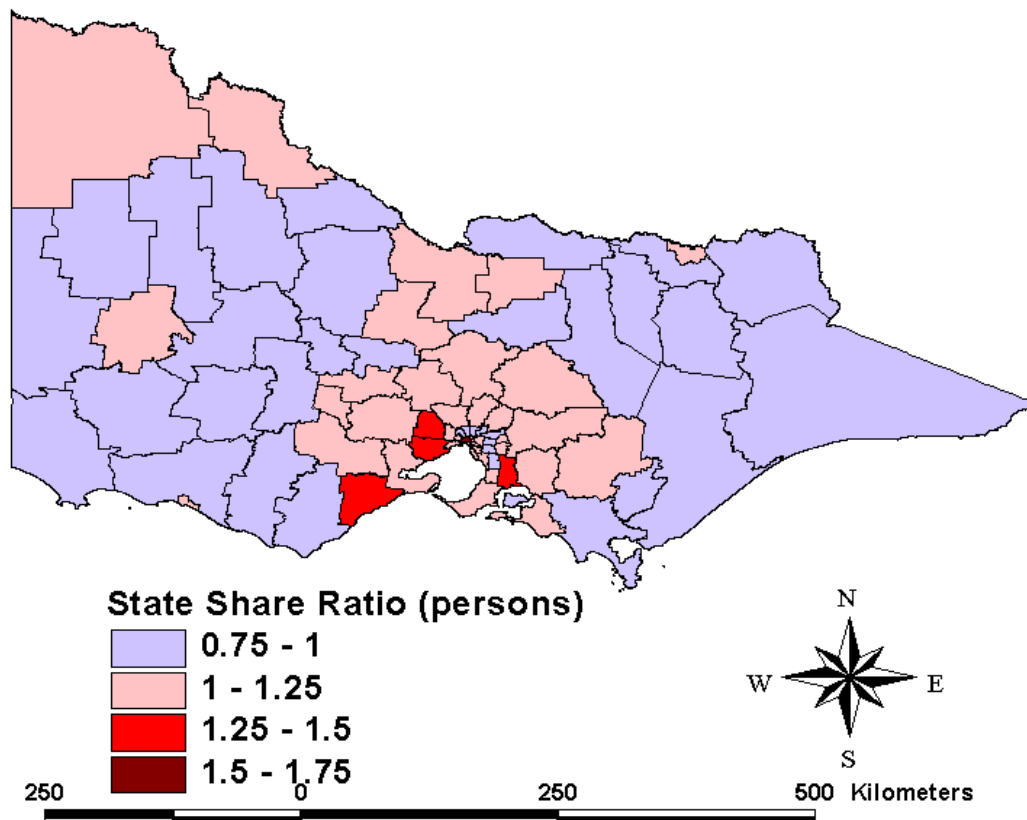 State Share Ratio (persons)
0.75 - 1
1 - 1.25
1.25 - 1.5
1.5 - 1.75
N
W E
S
250 0 250 500 Kilometers